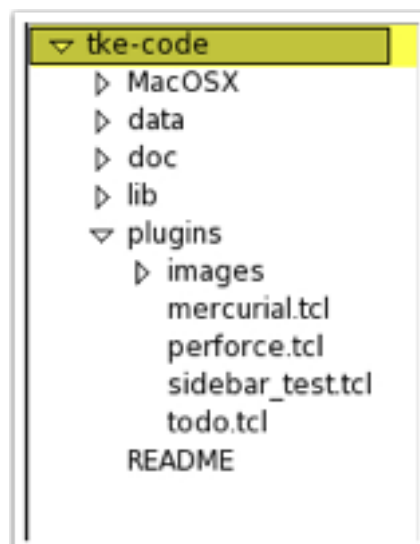 tke-code
MacOSX
data
doc
lib
plugins
images
mercurial.tcl
perforce.tcl
sidebar_test.tcl
todo.tcl
README